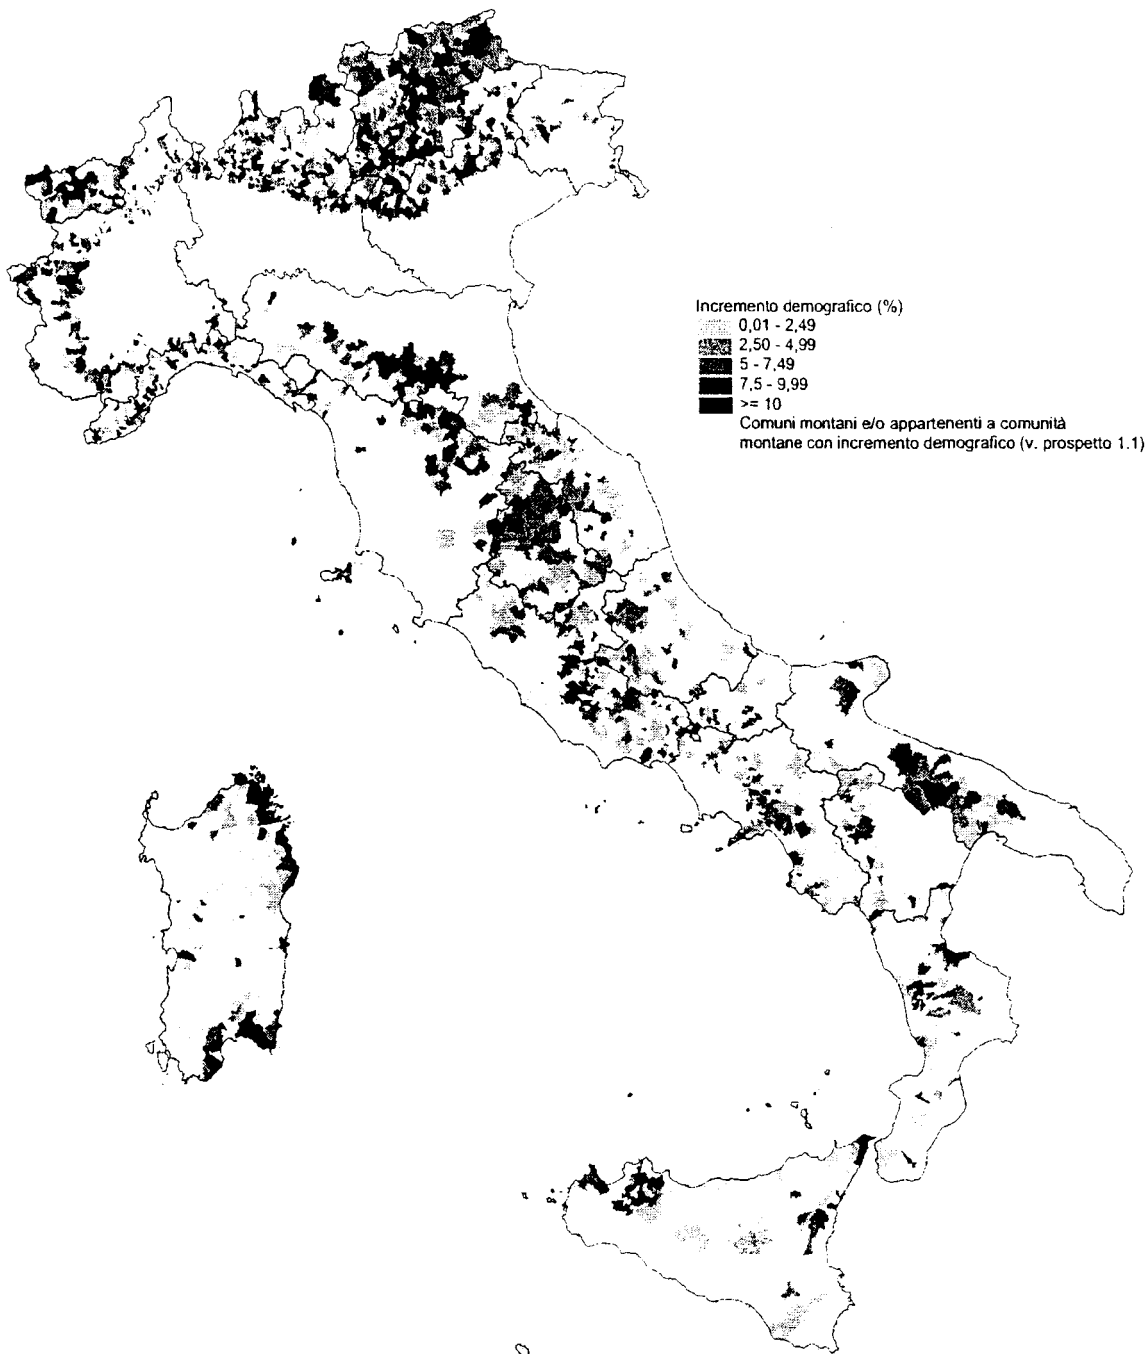 Incremento demografico (%)
0,01 - 2,49
2,50 - 4,99
5 - 7,49
7,5 - 9,99
>= 10
Comuni montani e/o appartenenti a comunità
montane con incremento demografico (v. prospetto 1.1)